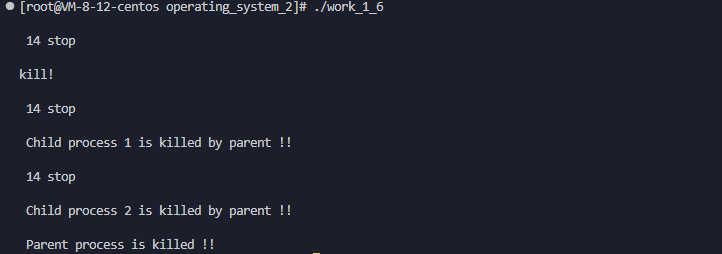 [root@VM-8-12-centos operating_system_2]# ./work_1_6
14 stop
kill!
14 stop
Child process 1 is killed by parent !!
14 stop
Child process 2 is killed by parent !!
Parent process is killed !!